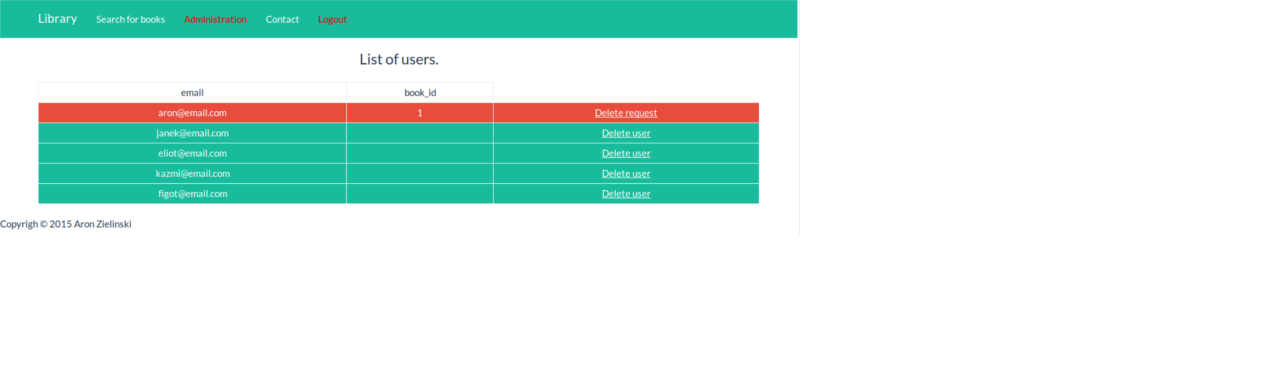 Library Search for books Administration Contact Logout
List of users.
email book_id
aron@email.com 1 Delete request
janek@email.com Delete user
eliot@email.com Delete user
kazmi@email.com Delete user
figot@email.com Delete user
Copyrigh © 2015 Aron Zielinski